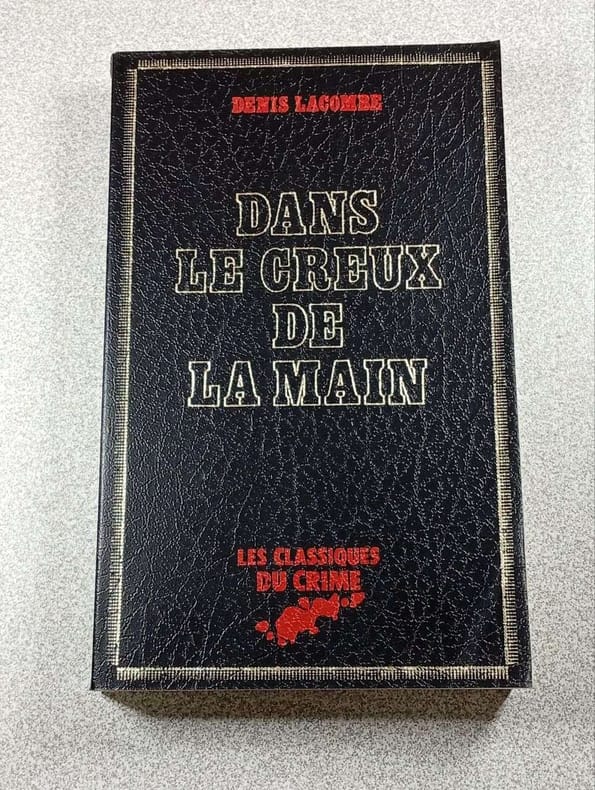 DENIS LACOMBE
DANS
LE CREUX
DE
LA MAIN
LES CLASSIQUES
DU CRIME